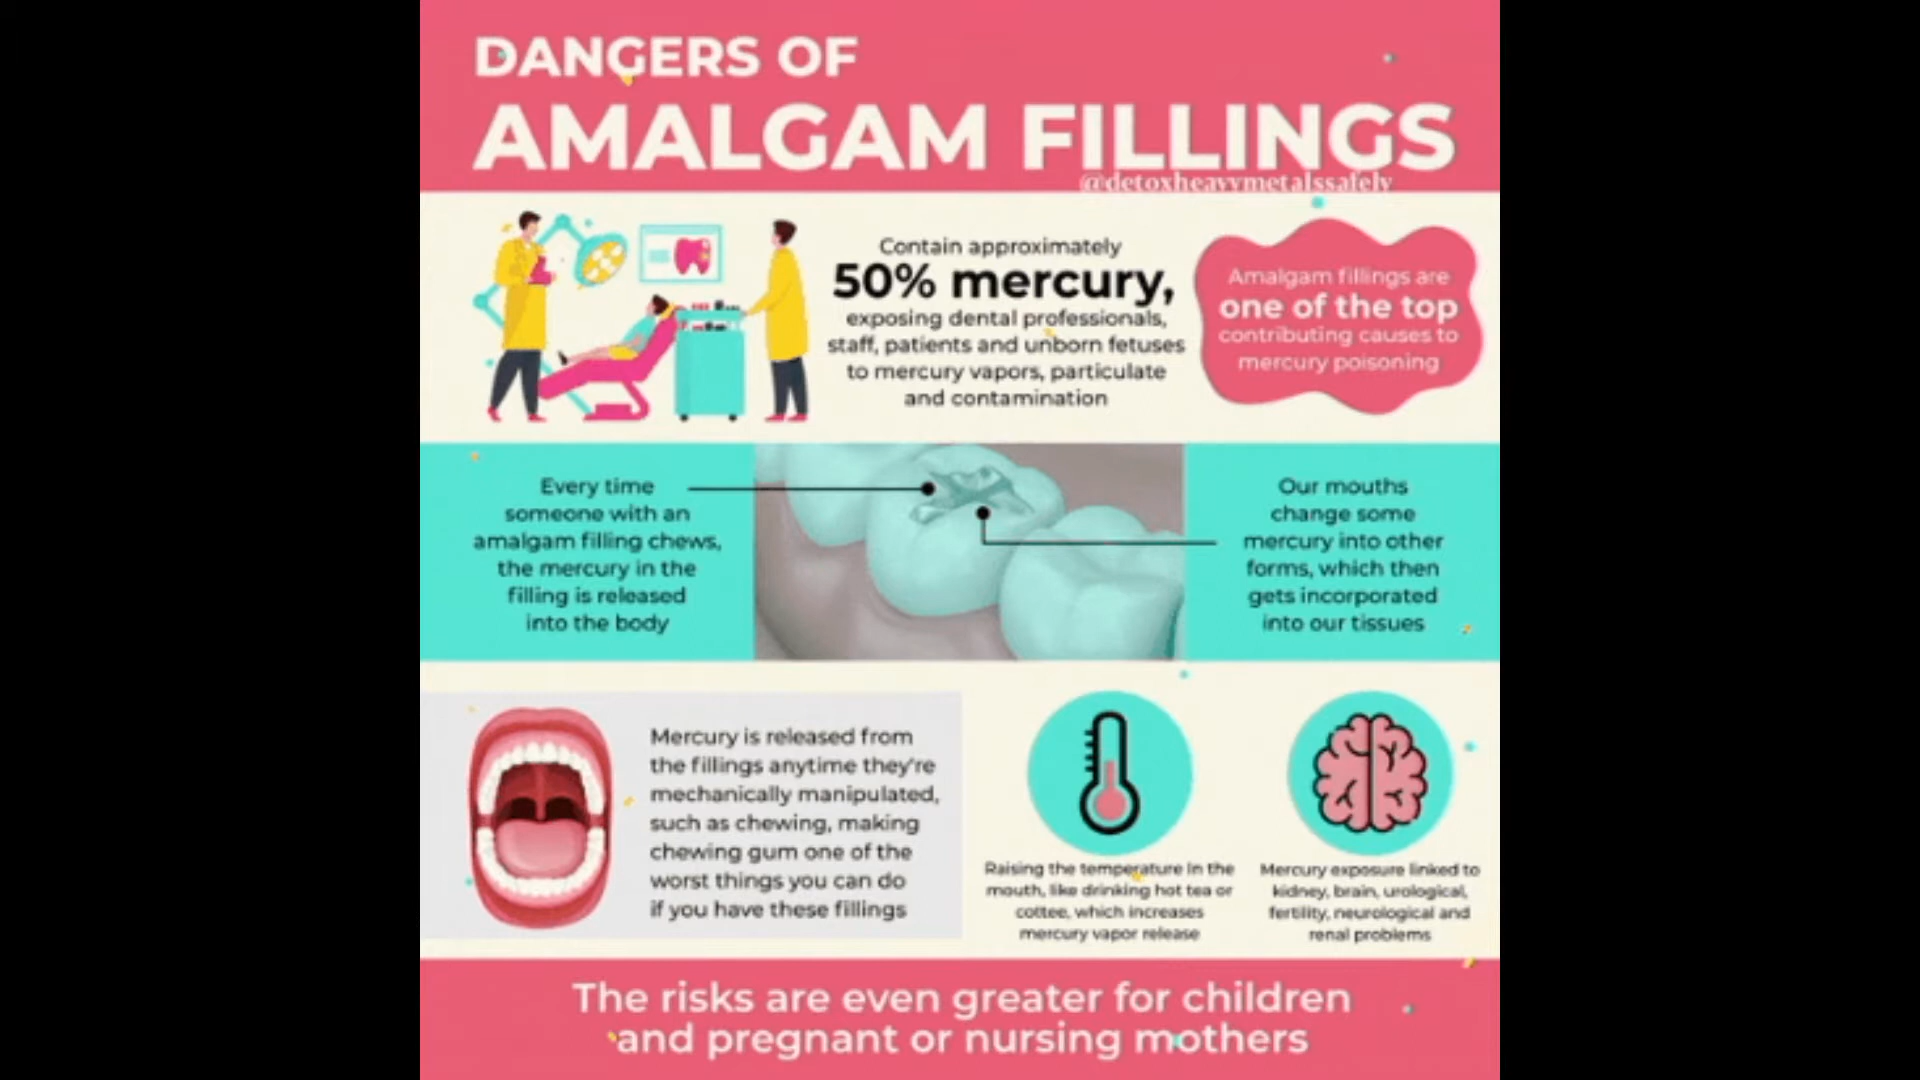 DANGERS OF
AMALGAM FILLINGS
@detoxheavymetalssafely
Contain approximately
50% mercury,
exposing dental professionals,
staff, patients and unborn fetuses
to mercury vapors, particulate
and contamination
Amalgam fillings are
one of the top
contributing causes to
mercury poisoning
Every time
someone with an
amalgam filling chews,
the mercury in the
filling is released
into the body
Our mouths
change some
mercury into other
forms, which then
gets incorporated
into our tissues
Mercury is released from
the fillings anytime they're
mechanically manipulated,
such as chewing, making
chewing gum one of the
worst things you can do
if you have these fillings
Raising the temperature in the
mouth, like drinking hot tea or
cottee, which increases
mercury vapor release
Mercury exposure linked to
kidney, brain, urological,
fertility, neurological and
renal problems
The risks are even greater for children
and pregnant or nursing mothers